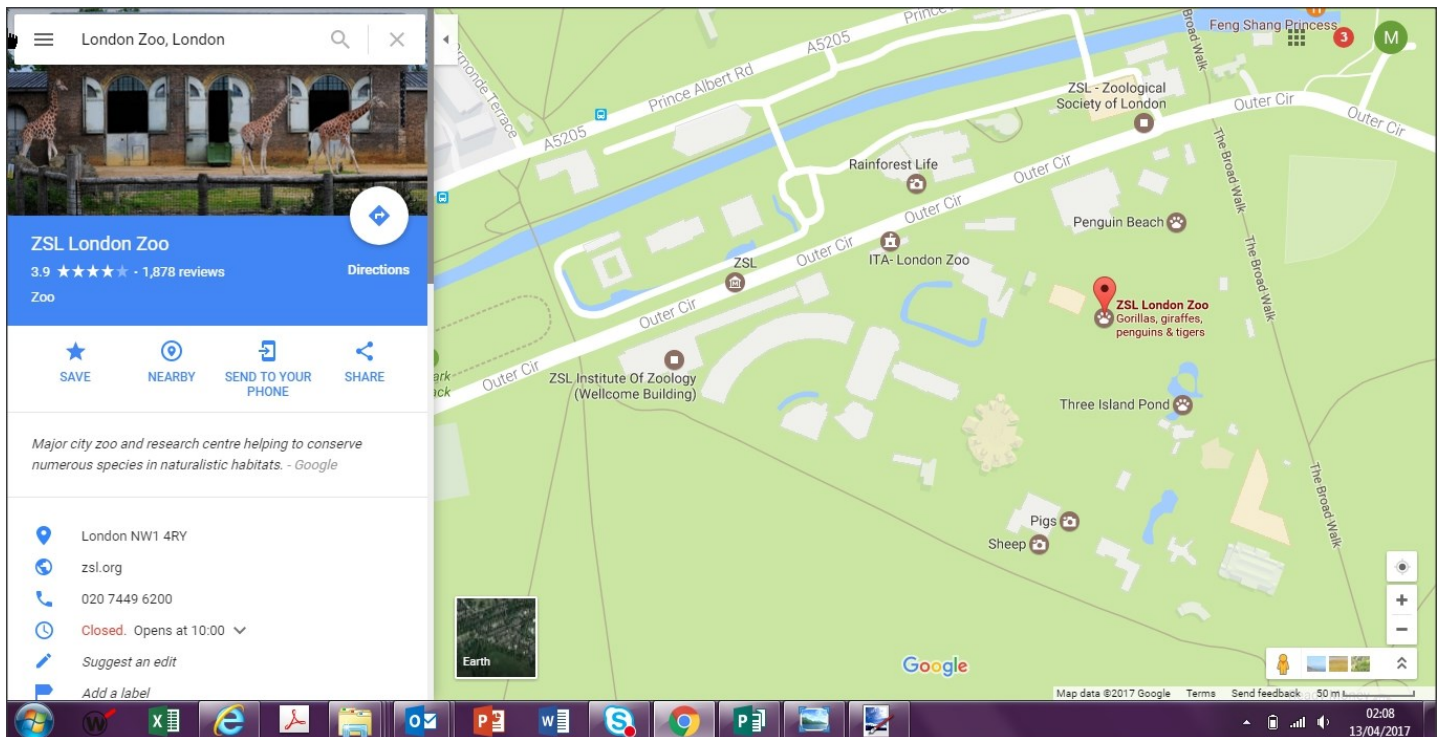 London Zoo, London
ZSL London Zoo
3.9 ★★★★★ · 1,878 reviews
Directions
Zoo
SAVE
NEARBY
SEND TO YOUR
PHONE
SHARE
Major city zoo and research centre helping to conserve
numerous species in naturalistic habitats. - Google
London NW1 4RY
zsl.org
020 7449 6200
Closed. Opens at 10:00
Suggest an edit
Add a label
Feng Shang Princess
3
M
A5205
Prince Albert Rd
A5205
ZSL - Zoological
Society of London
Outer Cir
Outer Cir
The Broad Walk
Rainforest Life
Outer Cir
Outer Cir
Penguin Beach
ITA- London Zoo
ZSL
Outer Cir
The Broad Walk
ZSL London Zoo
Gorillas, giraffes,
penguins & tigers
Outer Cir
Outer Cir
ZSL Institute Of Zoology
(Wellcome Building)
Three Island Pond
The Broad Walk
Pigs
Sheep
Earth
Google
Map data ©2017 Google Terms Send feedback 50 m
02:08
13/04/2017